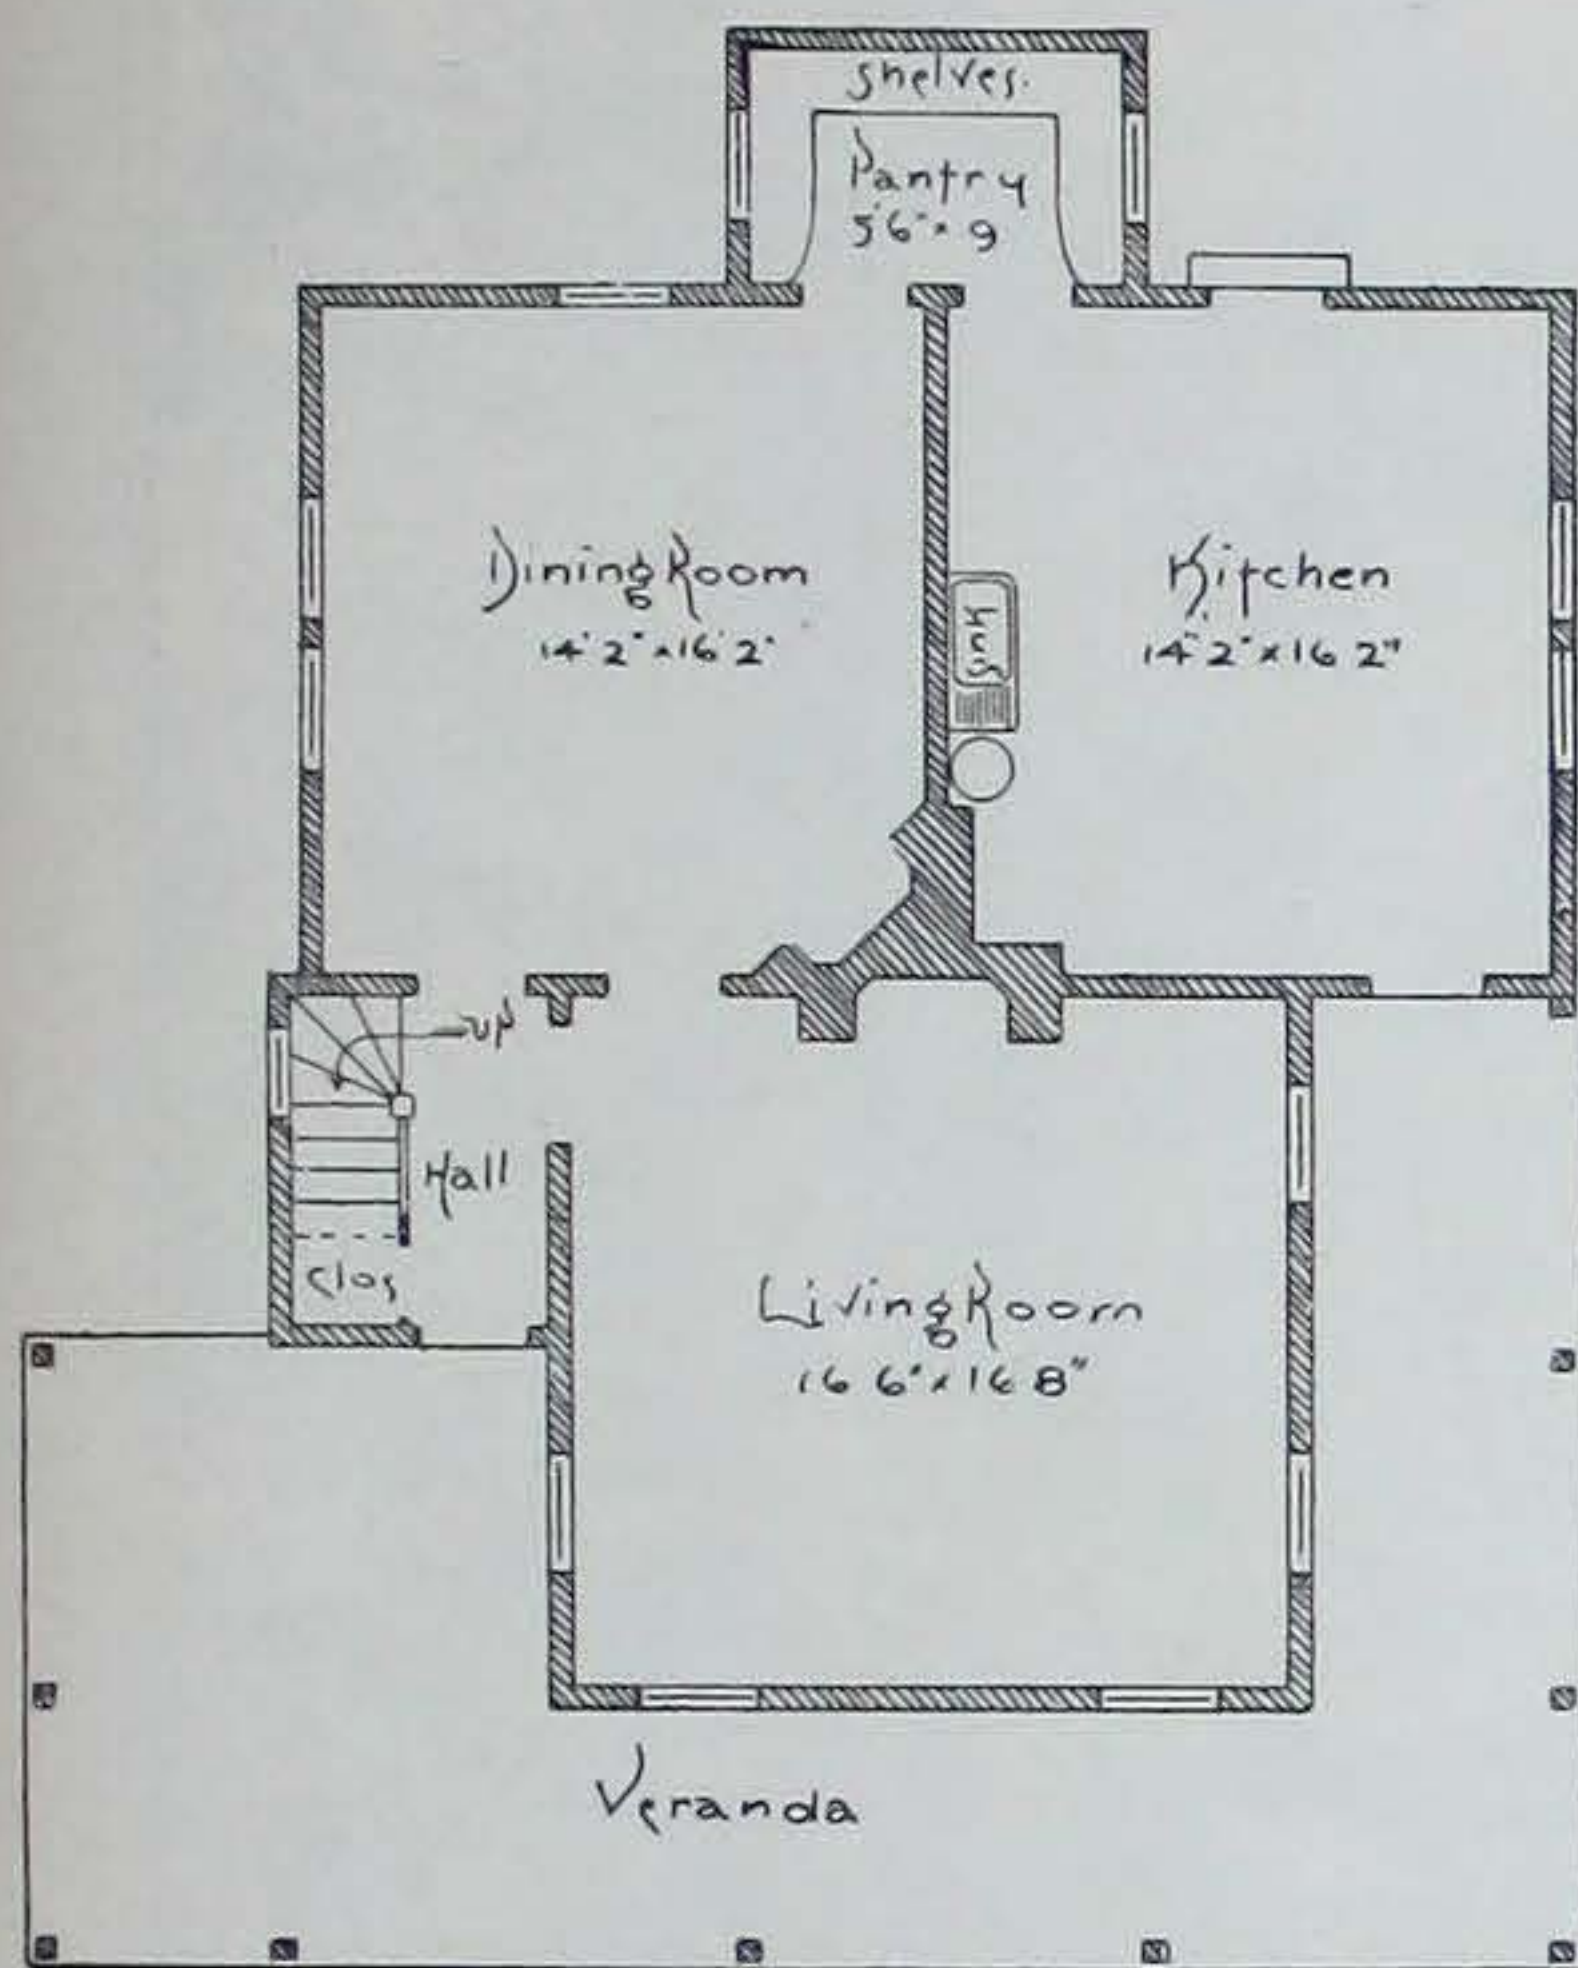 shelves.
Pantry
5'6" x 9
Dining Room
14'2" x 16'2"
Kitchen
14'2" x 16 2"
Sink
up
Hall
Clos
Living Room
16 6" x 16 8"
Veranda